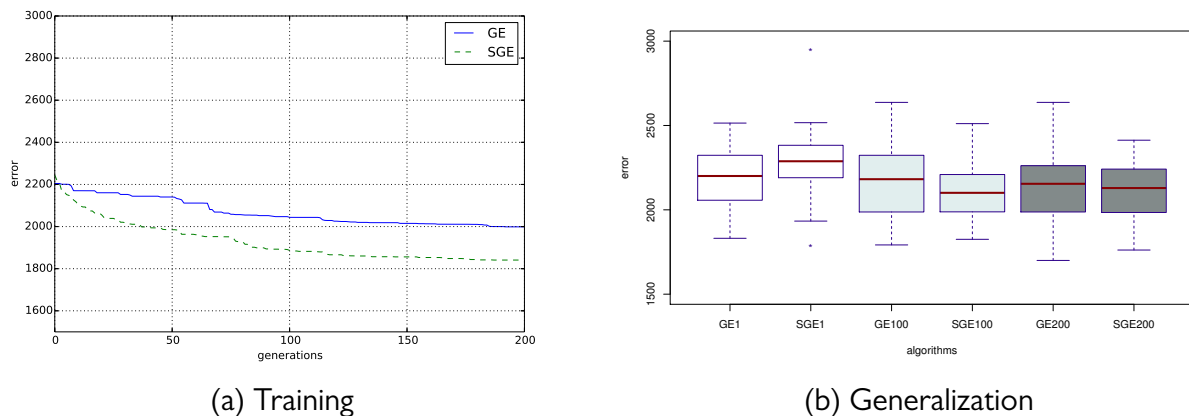 3000
2800
2600
2400
2200
2000
1800
1600
error
0 50 100 150 200
generations
GE
SGE
(a) Training
3000
2500
2000
1500
error
GE1 SGE1 GE100 SGE100 GE200 SGE200
algorithms
(b) Generalization